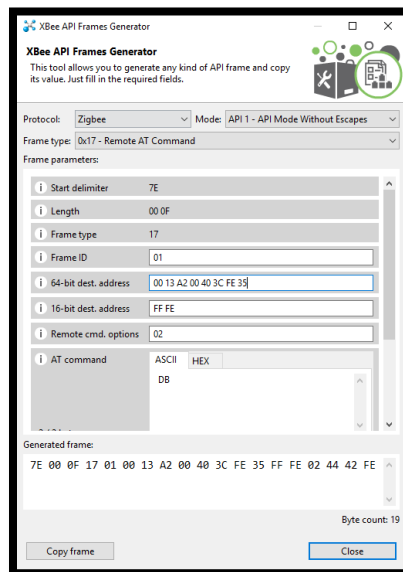 XBee API Frames Generator
XBee API Frames Generator
This tool allows you to generate any kind of API frame and copy
its value. Just fill in the required fields.
Protocol: Zigbee Mode: API 1 - API Mode Without Escapes
Frame type: 0x17 - Remote AT Command
Frame parameters:
i Start delimiter 7E
i Length 00 0F
i Frame type 17
i Frame ID 01
i 64-bit dest. address 00 13 A2 00 40 3C FE 35
i 16-bit dest. address FF FE
i Remote cmd. options 02
i AT command ASCII HEX
DB
Generated frame:
7E 00 0F 17 01 00 13 A2 00 40 3C FE 35 FF FE 02 44 42 FE
Byte count: 19
Copy frame Close